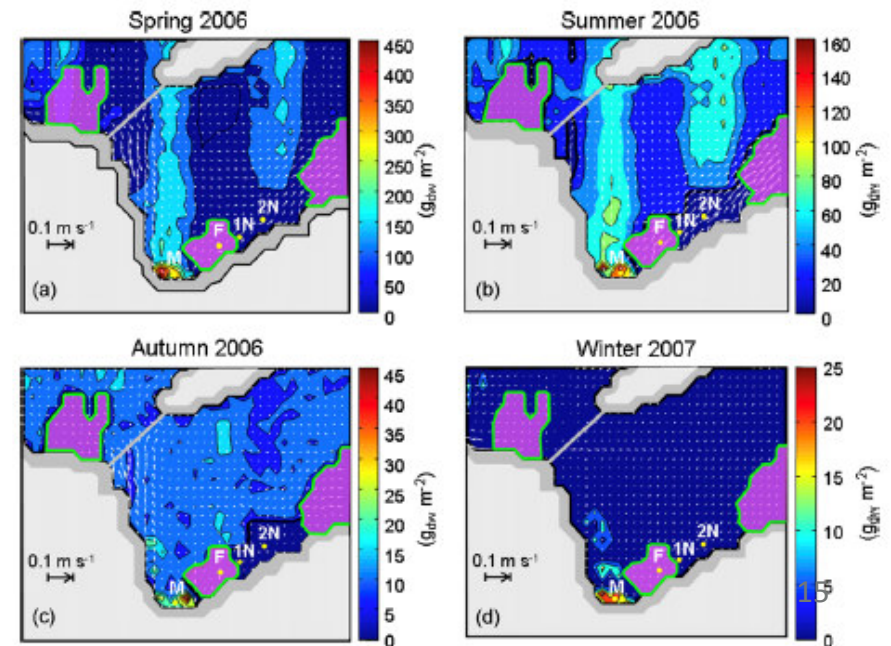 Spring 2006
450
400
350
300
250
200
150
100
50
0
(g_dw m⁻²)
0.1 m s⁻¹
F
1N
2N
M
(a)
Summer 2006
160
140
120
100
80
60
40
20
0
(g_dw m⁻²)
0.1 m s⁻¹
F
1N
2N
M
(b)
Autumn 2006
45
40
35
30
25
20
15
10
5
0
(g_dw m⁻²)
0.1 m s⁻¹
F
1N
2N
M
(c)
Winter 2007
25
20
15
10
5
0
(g_dw m⁻²)
0.1 m s⁻¹
F
1N
2N
M
(d)
15